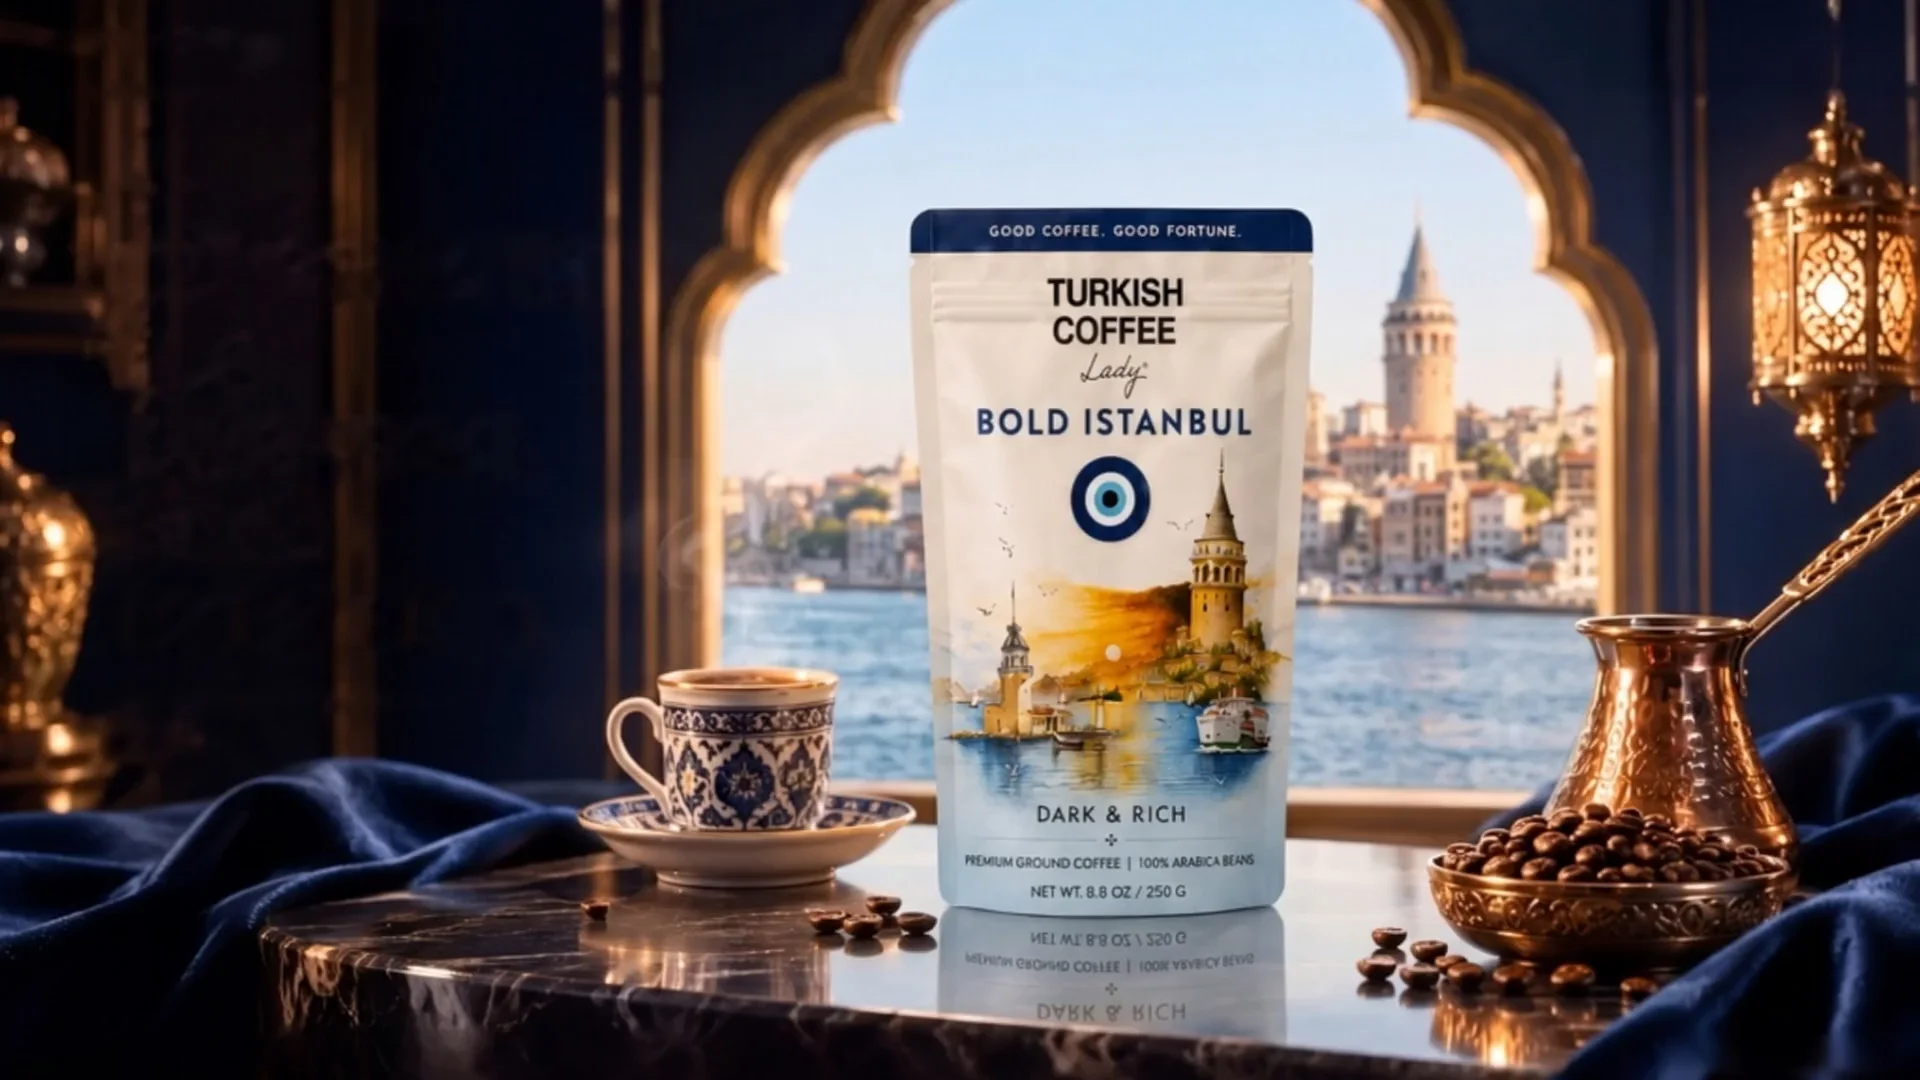 GOOD COFFEE. GOOD FORTUNE.
TURKISH
COFFEE
Lady®
BOLD ISTANBUL
DARK & RICH
PREMIUM GROUND COFFEE | 100% ARABICA BEANS
NET WT. 8.8 OZ / 250 G